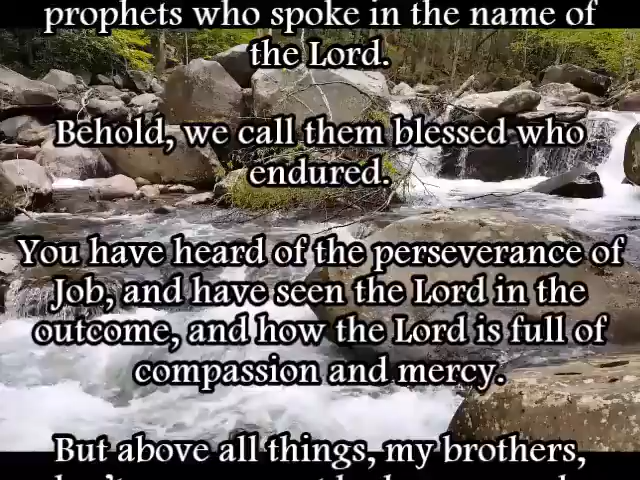 prophets who spoke in the name of
the Lord.
Behold, we call them blessed who
endured.
You have heard of the perseverance of
Job, and have seen the Lord in the
outcome, and how the Lord is full of
compassion and mercy.
But above all things, my brothers,